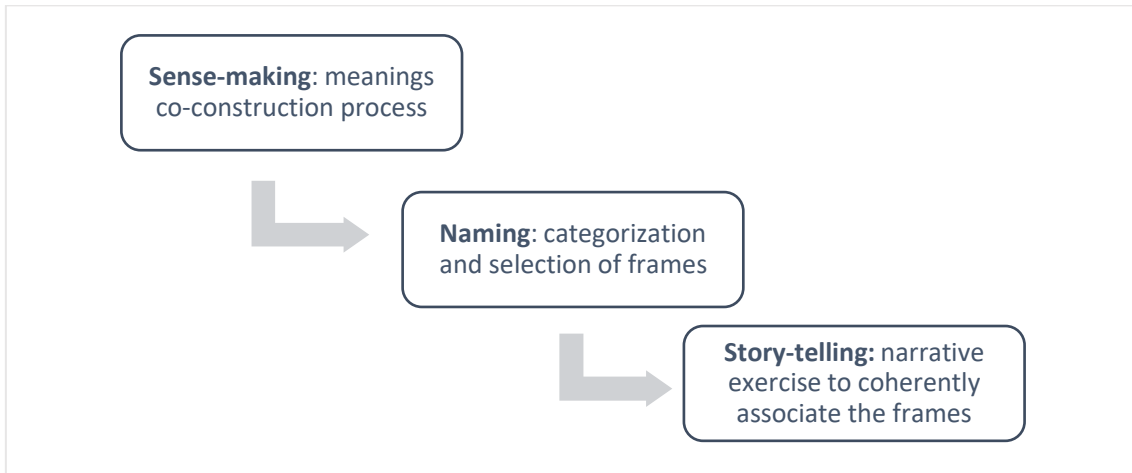 Sense-making: meanings
co-construction process
Naming: categorization
and selection of frames
Story-telling: narrative
exercise to coherently
associate the frames